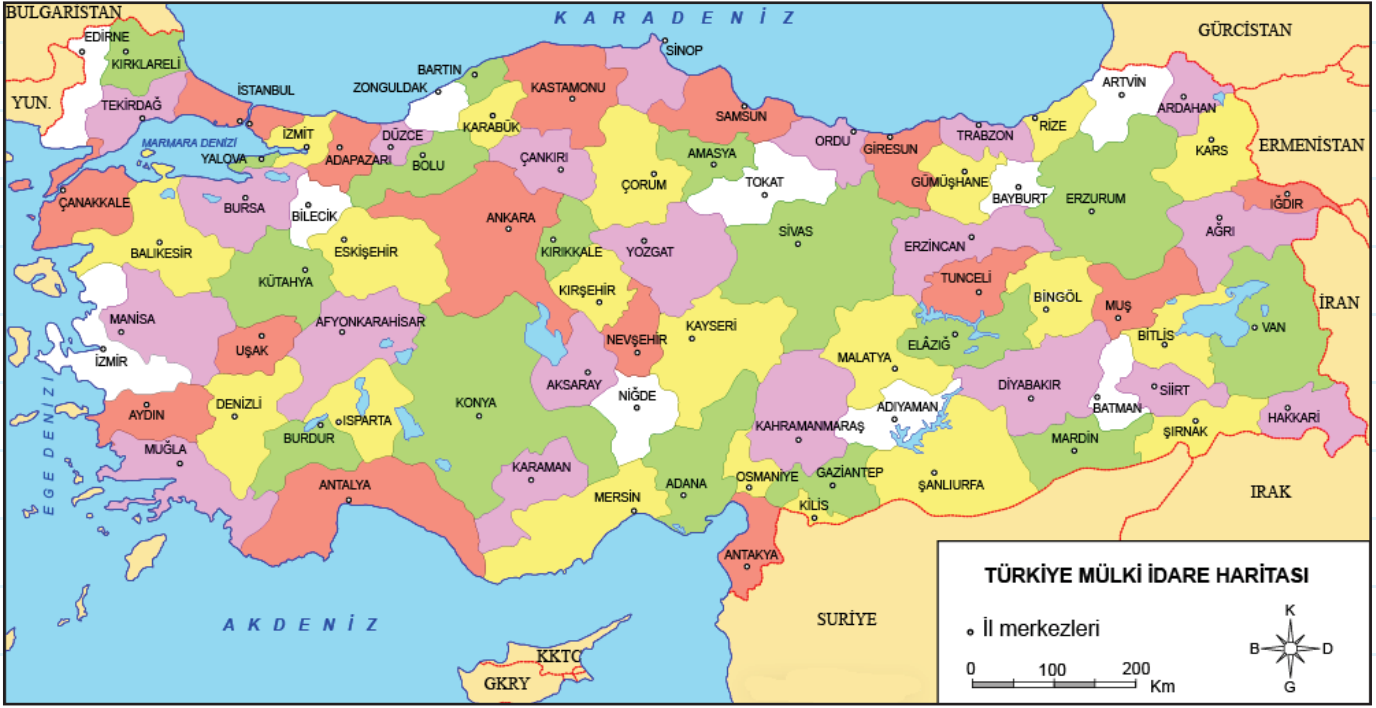 BULGARİSTAN
KARADENİZ
GÜRCİSTAN
EDİRNE
KIRKLARELİ
SİNOP
BARTIN
ZONGULDAK
KASTAMONU
ARTVİN
YUN.
TEKİRDAĞ
İSTANBUL
ARDAHAN
SAMSUN
KARABÜK
İZMİT
DÜZCE
ORDU
GİRESUN
TRABZON
RİZE
KARS
ERMENİSTAN
MARMARA DENİZİ
YALOVA
ADAPAZARI
BOLU
ÇANKIRI
AMASYA
ÇORUM
TOKAT
GÜMÜŞHANE
BAYBURT
ERZURUM
IĞDIR
ÇANAKKALE
BURSA
BİLECİK
ANKARA
SİVAS
AĞRI
BALIKESİR
ESKİŞEHİR
KIRIKKALE
YOZGAT
ERZİNCAN
KÜTAHYA
KIRŞEHİR
TUNCELİ
BİNGÖL
MUŞ
İRAN
MANİSA
AFYONKARAHİSAR
KAYSERİ
VAN
UŞAK
NEVŞEHİR
ELÂZIĞ
BİTLİS
İZMİR
MALATYA
AKSARAY
DİYABAKIR
SİİRT
EGE DENİZİ
AYDIN
DENİZLİ
KONYA
NİĞDE
ADIYAMAN
BATMAN
HAKKARİ
ISPARTA
BURDUR
KAHRAMANMARAŞ
MARDİN
ŞIRNAK
MUĞLA
KARAMAN
ANTALYA
MERSİN
ADANA
OSMANİYE
GAZİANTEP
ŞANLIURFA
IRAK
KİLİS
ANTAKYA
AKDENİZ
SURİYE
KKTC
GKRY
TÜRKİYE MÜLKİ İDARE HARİTASI
İl merkezleri
K
B
D
G
0 100 200
Km